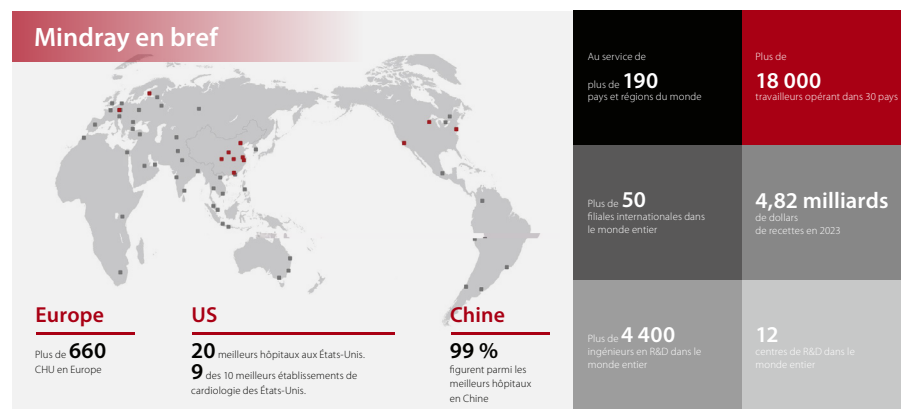 Mindray en bref
Europe
Plus de 660
CHU en Europe
US
20 meilleurs hôpitaux aux États-Unis.
9 des 10 meilleurs établissements de
cardiologie des États-Unis.
Chine
99 %
figurent parmi les
meilleurs hôpitaux
en Chine
Au service de
plus de 190
pays et régions du monde
Plus de
18 000
travailleurs opérant dans 30 pays
Plus de 50
filiales internationales dans
le monde entier
4,82 milliards
de dollars
de recettes en 2023
Plus de 4 400
ingénieurs en R&D dans le
monde entier
12
centres de R&D dans le
monde entier